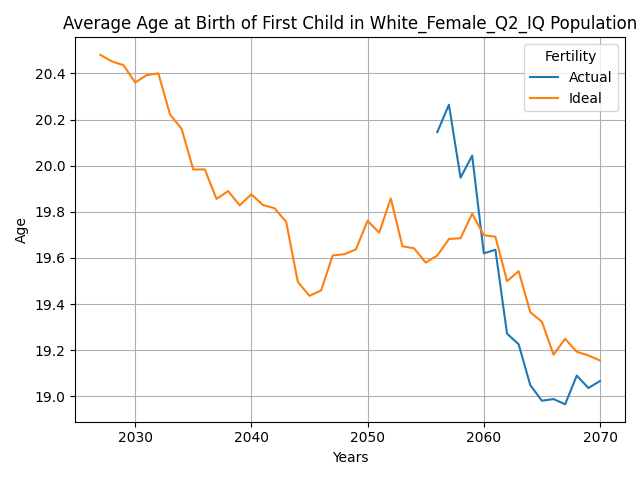 Average Age at Birth of First Child in White_Female_Q2_IQ Population
Fertility
Actual
Ideal
20.4
20.2
20.0
19.8
19.6
19.4
19.2
19.0
Age
2030 2040 2050 2060 2070
Years